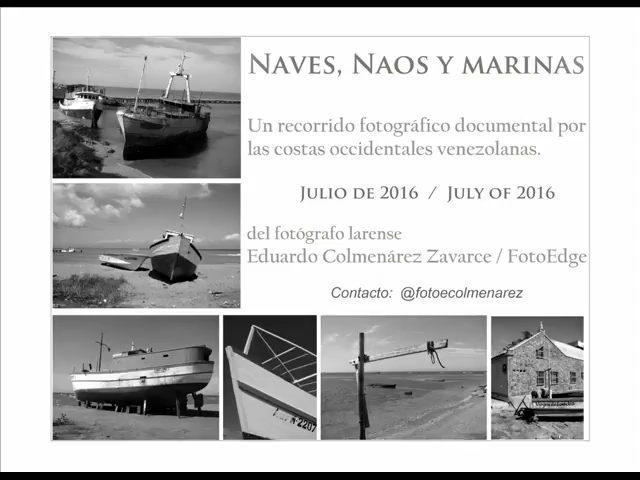 NAVES, NAOS Y MARINAS
Un recorrido fotográfico documental por
las costas occidentales venezolanas.
JULIO DE 2016 / JULY OF 2016
del fotógrafo larense
Eduardo Colmenárez Zavarce / FotoEdge
Contacto: @fotoecolmenarez
N-2207